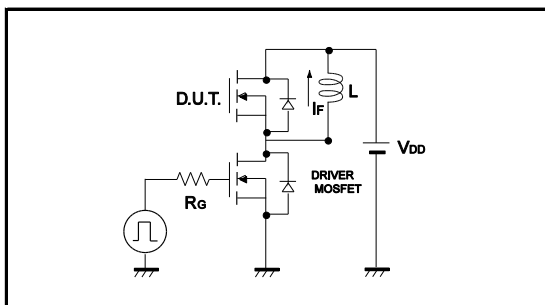 D.U.T.
IF
L
VDD
RG
DRIVER
MOSFET